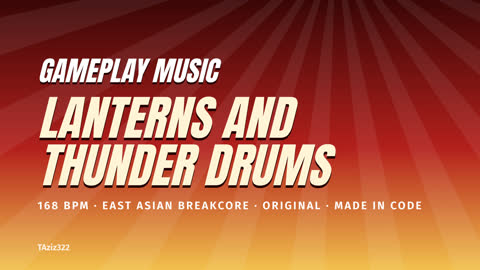 GAMEPLAY MUSIC
LANTERNS AND
THUNDER DRUMS
168 BPM · EAST ASIAN BREAKCORE · ORIGINAL · MADE IN CODE
TAziz322